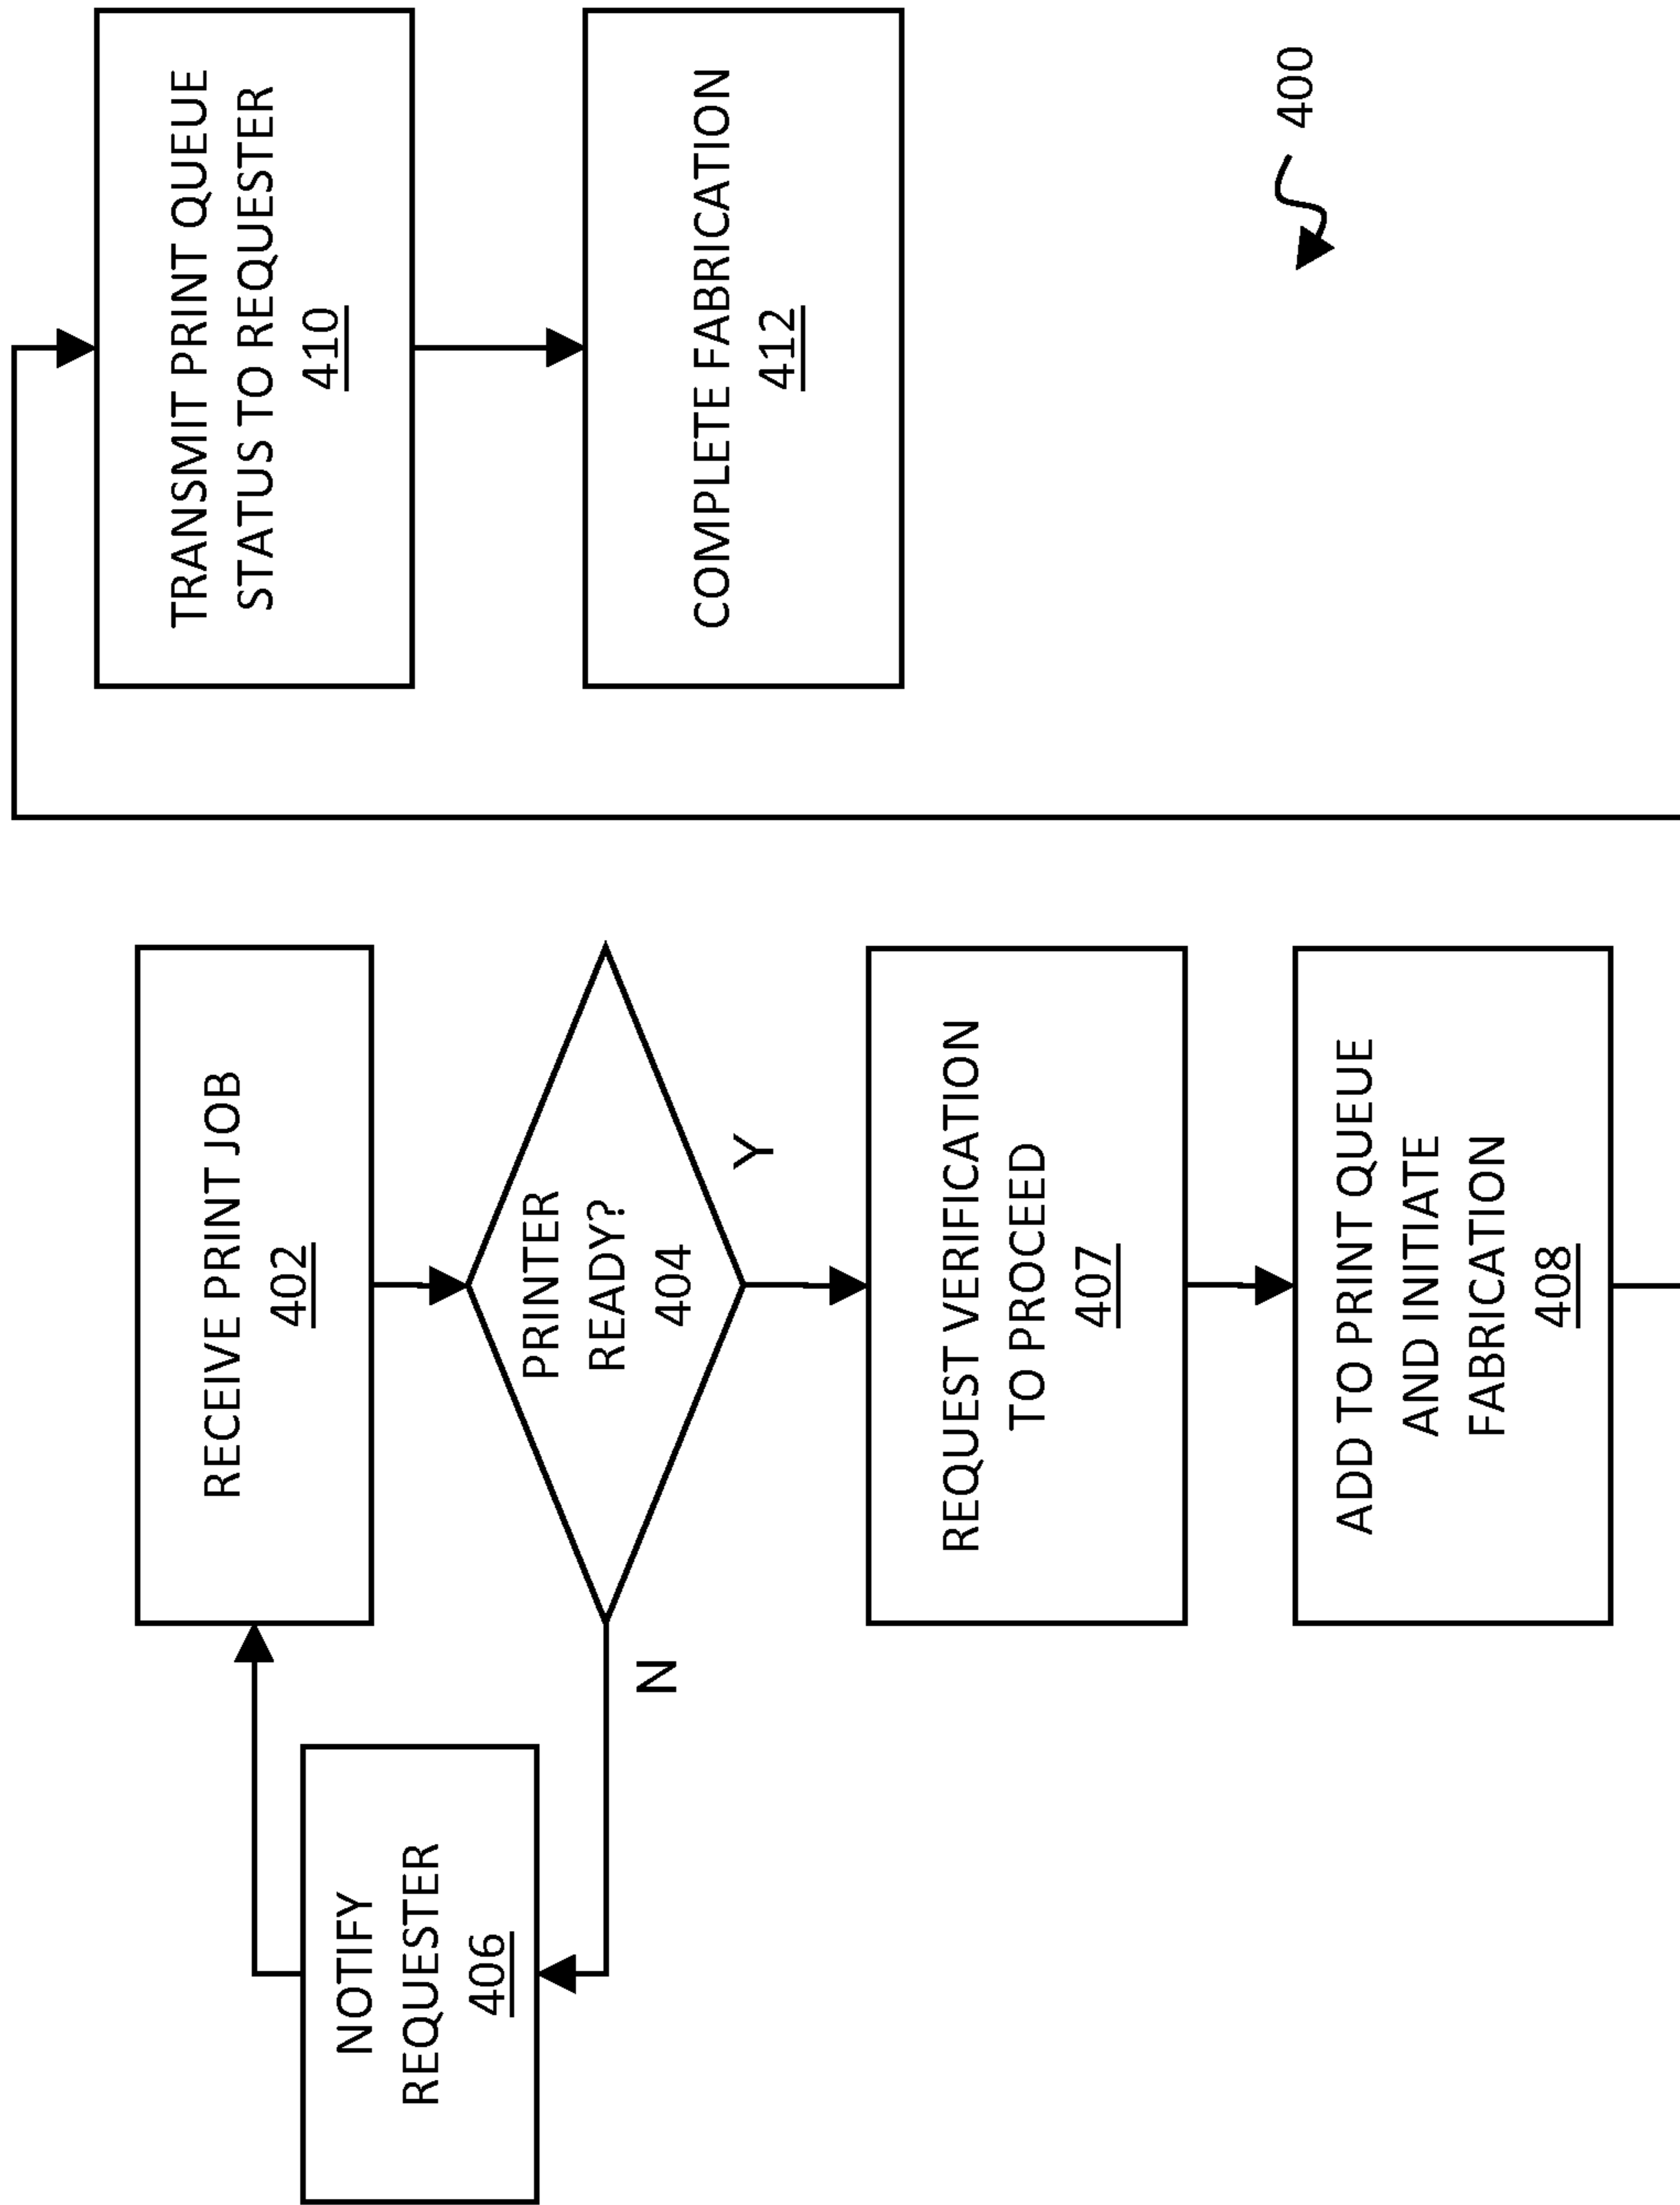 NOTIFY
REQUESTER
406
RECEIVE PRINT JOB
402
PRINTER
READY?
404
N
Y
REQUEST VERIFICATION
TO PROCEED
407
ADD TO PRINT QUEUE
AND INITIATE
FABRICATION
408
TRANSMIT PRINT QUEUE
STATUS TO REQUESTER
410
COMPLETE FABRICATION
412
400